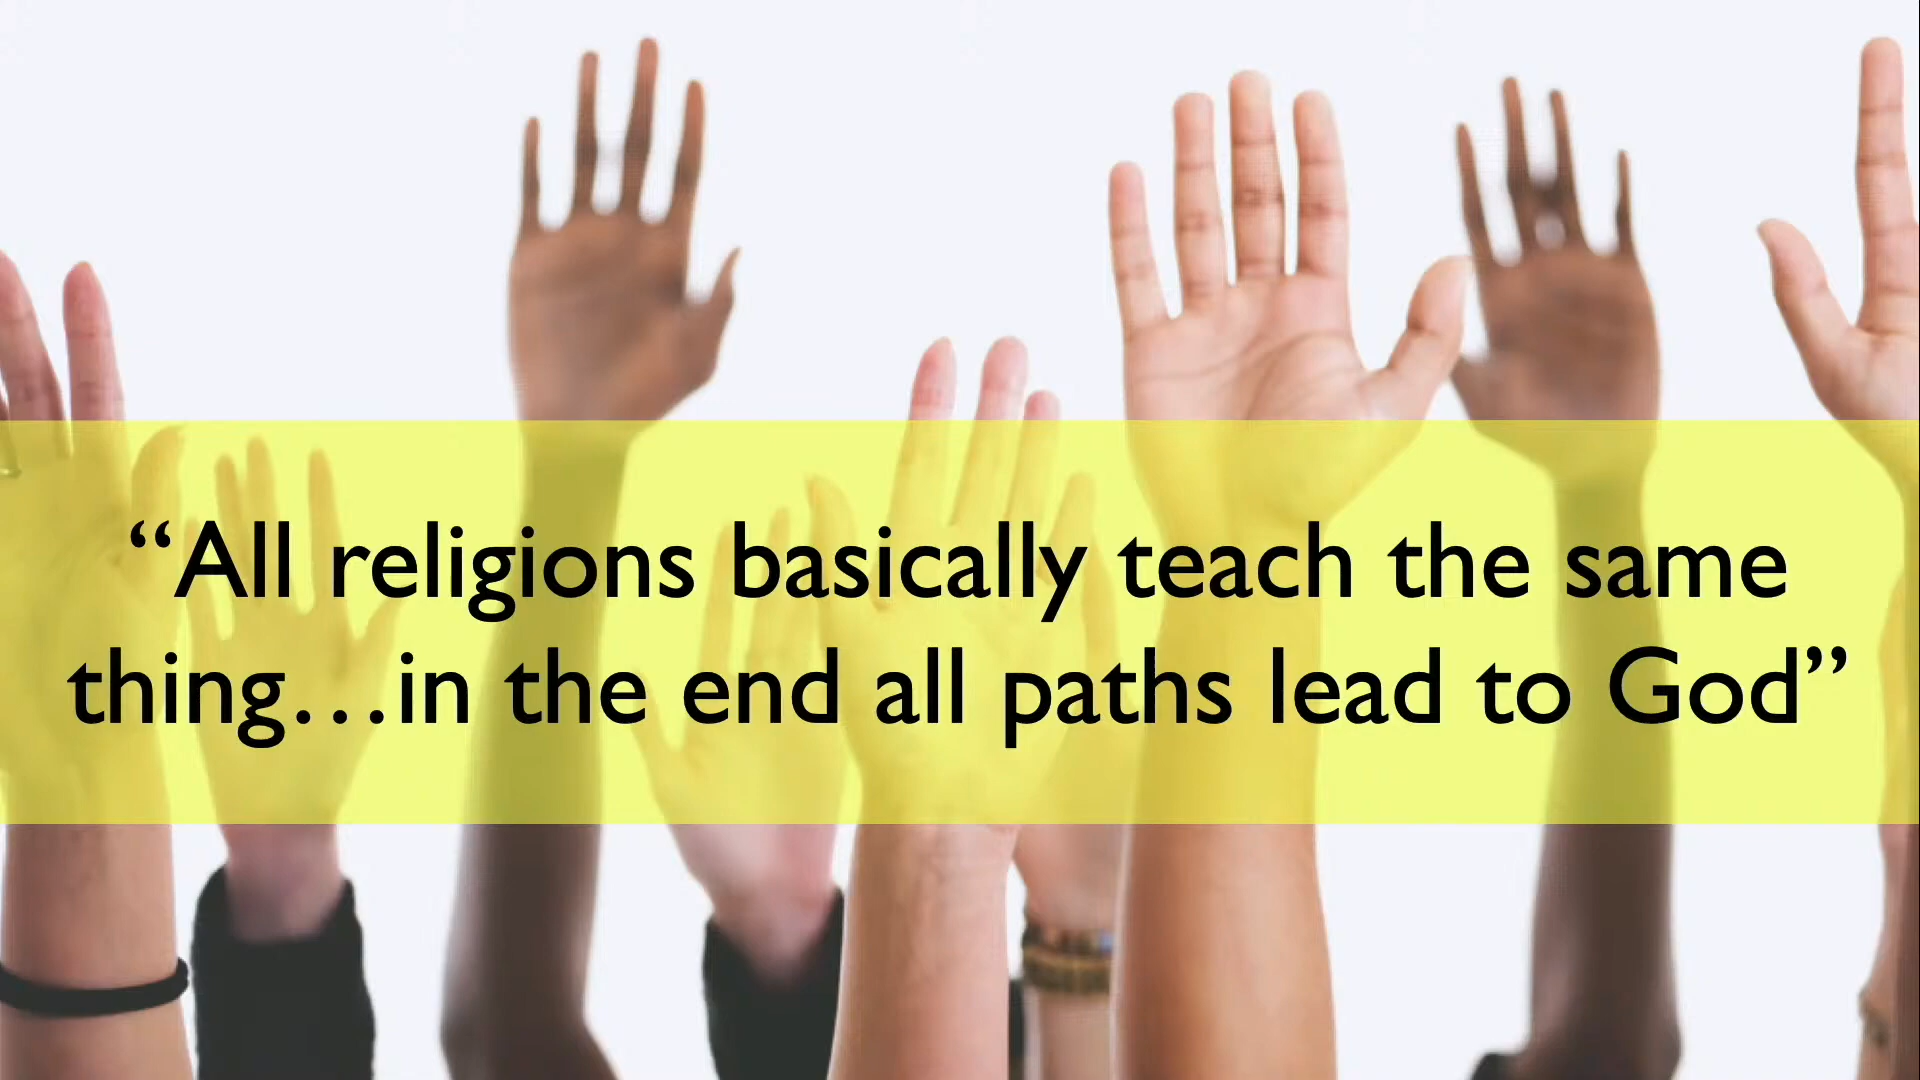 “All religions basically teach the same
thing…in the end all paths lead to God”